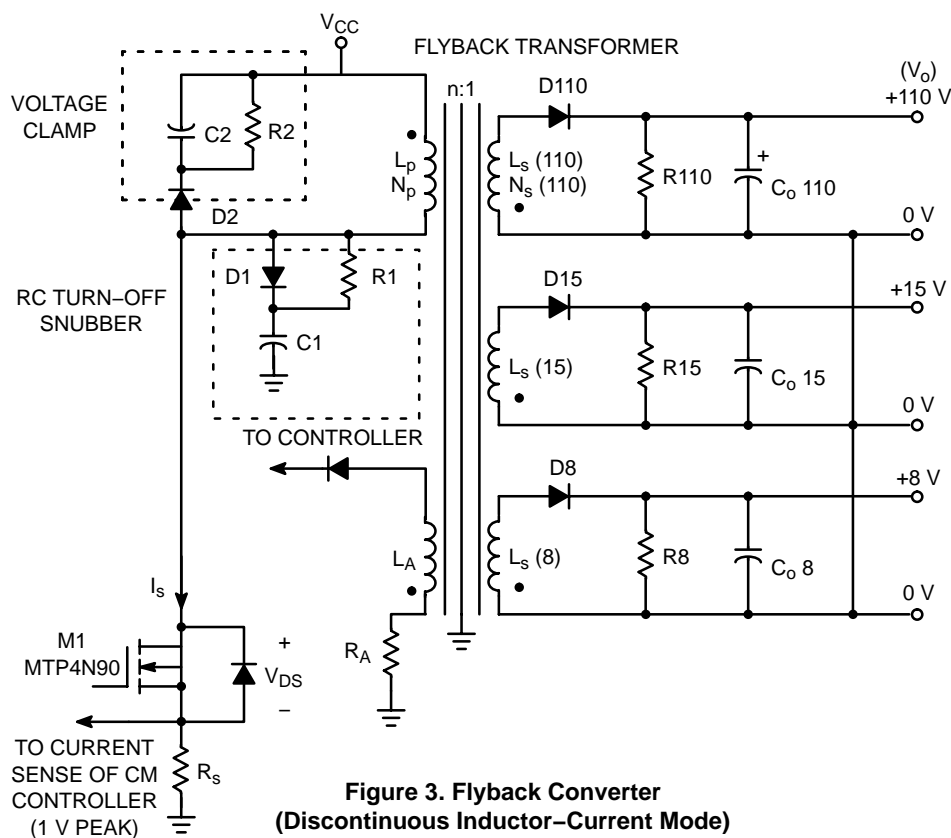 V_CC
FLYBACK TRANSFORMER
n:1
VOLTAGE
CLAMP
C2
R2
D2
L_p
N_p
D110
L_s (110)
N_s (110)
R110
+
C_o 110
(V_o)
+110 V
0 V
RC TURN–OFF
SNUBBER
D1
R1
C1
D15
L_s (15)
R15
C_o 15
+15 V
0 V
TO CONTROLLER
L_A
R_A
D8
L_s (8)
R8
C_o 8
+8 V
0 V
I_s
M1
MTP4N90
+
V_DS
–
TO CURRENT
SENSE OF CM
CONTROLLER
(1 V PEAK)
R_s
Figure 3. Flyback Converter
(Discontinuous Inductor–Current Mode)